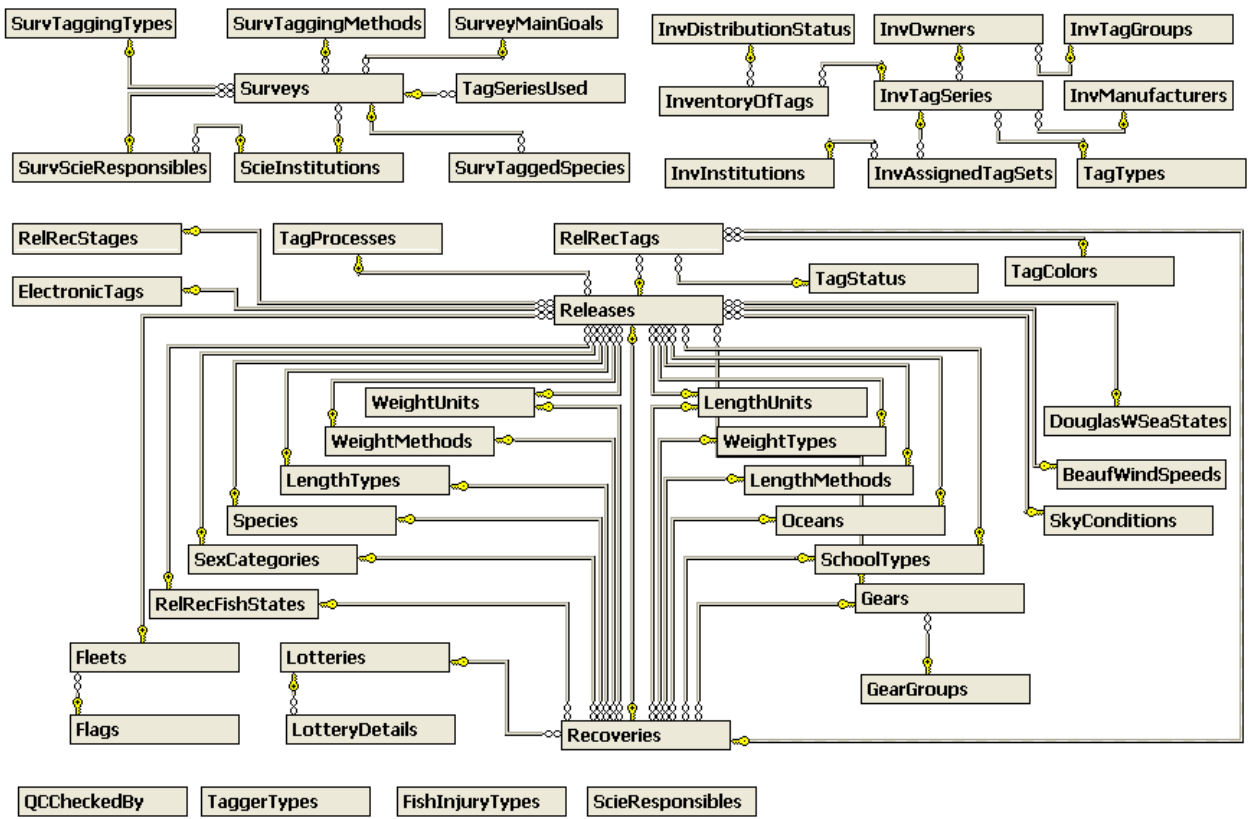 SurvTaggingTypes
SurvTaggingMethods
SurveyMainGoals
InvDistributionStatus
InvOwners
InvTagGroups
Surveys
TagSeriesUsed
InventoryOfTags
InvTagSeries
InvManufacturers
SurvScieResponsibles
ScieInstitutions
SurvTaggedSpecies
InvInstitutions
InvAssignedTagSets
TagTypes
RelRecStages
TagProcesses
RelRecTags
TagColors
TagStatus
ElectronicTags
Releases
WeightUnits
LengthUnits
DouglasWSeaStates
WeightMethods
WeightTypes
BeaufWindSpeeds
LengthTypes
LengthMethods
Species
Oceans
SkyConditions
SexCategories
SchoolTypes
RelRecFishStates
Gears
Fleets
Lotteries
GearGroups
Flags
LotteryDetails
Recoveries
QCCheckedBy
TaggerTypes
FishInjuryTypes
ScieResponsibles